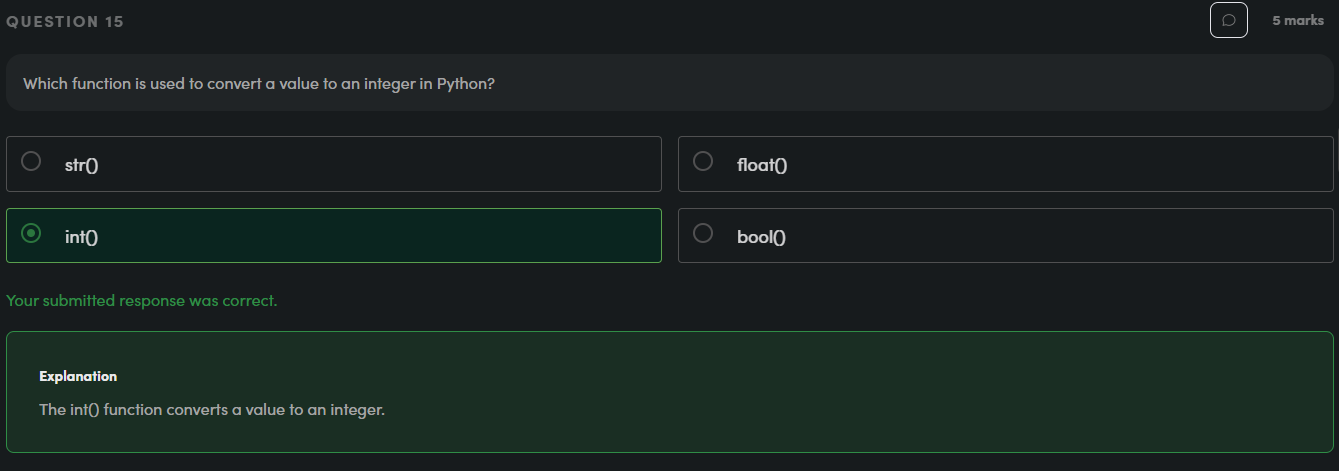 QUESTION 15
5 marks
Which function is used to convert a value to an integer in Python?
str()
float()
int()
bool()
Your submitted response was correct.
Explanation
The int() function converts a value to an integer.